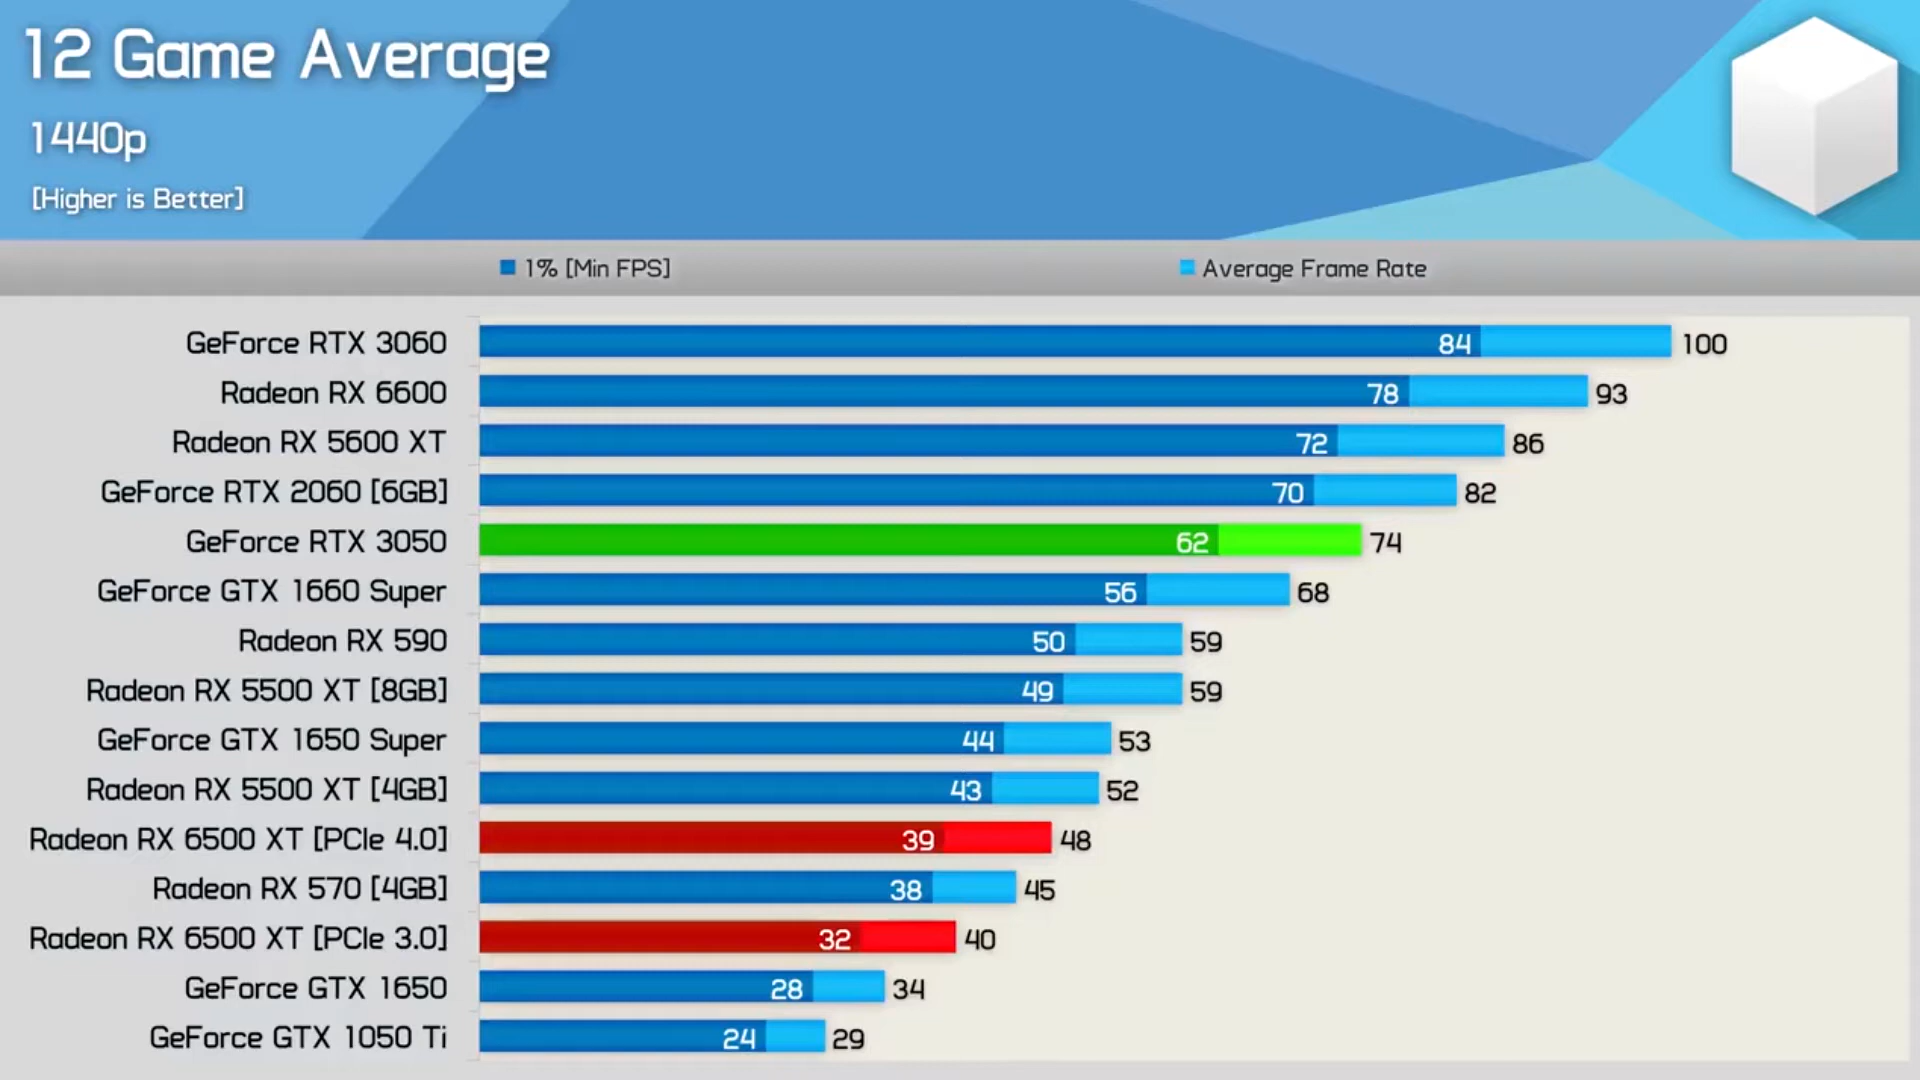 12 Game Average
1440p
[Higher is Better]
1% [Min FPS] Average Frame Rate
GeForce RTX 3060 84 100
Radeon RX 6600 78 93
Radeon RX 5600 XT 72 86
GeForce RTX 2060 [6GB] 70 82
GeForce RTX 3050 62 74
GeForce GTX 1660 Super 56 68
Radeon RX 590 50 59
Radeon RX 5500 XT [8GB] 49 59
GeForce GTX 1650 Super 44 53
Radeon RX 5500 XT [4GB] 43 52
Radeon RX 6500 XT [PCIe 4.0] 39 48
Radeon RX 570 [4GB] 38 45
Radeon RX 6500 XT [PCIe 3.0] 32 40
GeForce GTX 1650 28 34
GeForce GTX 1050 Ti 24 29